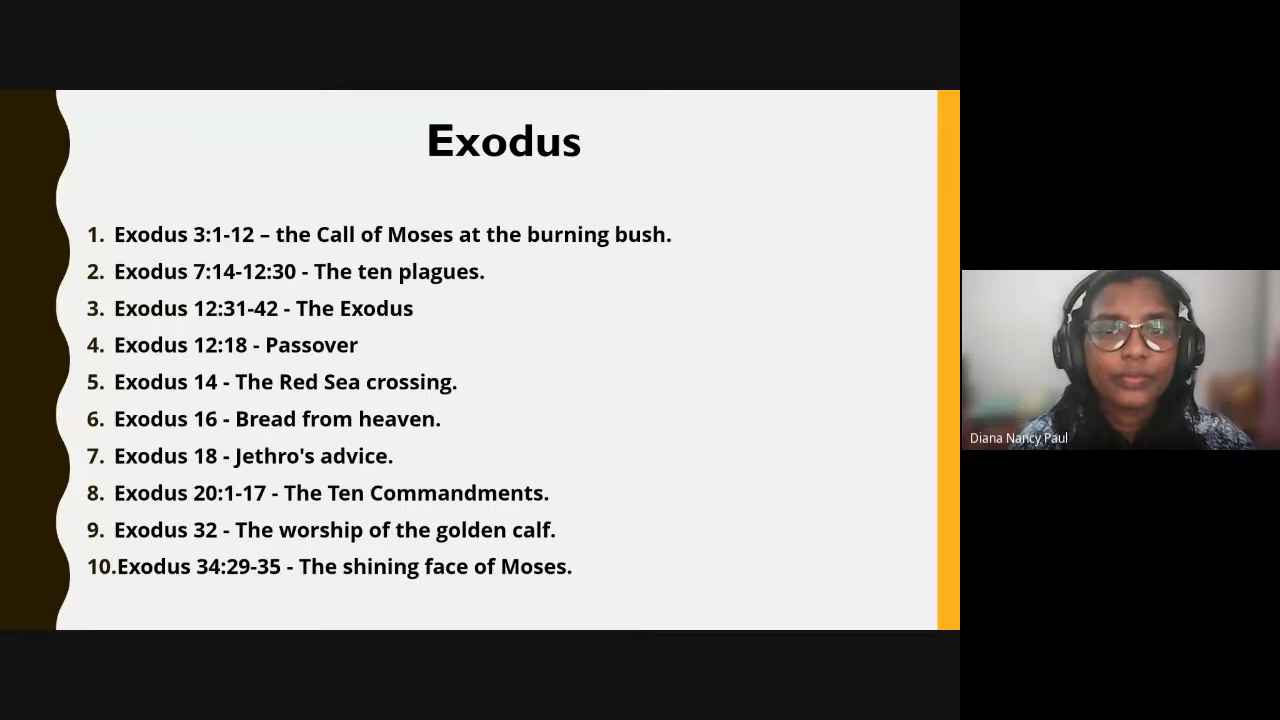 Exodus
1. Exodus 3:1-12 – the Call of Moses at the burning bush.
2. Exodus 7:14-12:30 - The ten plagues.
3. Exodus 12:31-42 - The Exodus
4. Exodus 12:18 - Passover
5. Exodus 14 - The Red Sea crossing.
6. Exodus 16 - Bread from heaven.
7. Exodus 18 - Jethro's advice.
8. Exodus 20:1-17 - The Ten Commandments.
9. Exodus 32 - The worship of the golden calf.
10.Exodus 34:29-35 - The shining face of Moses.
Diana Nancy Paul